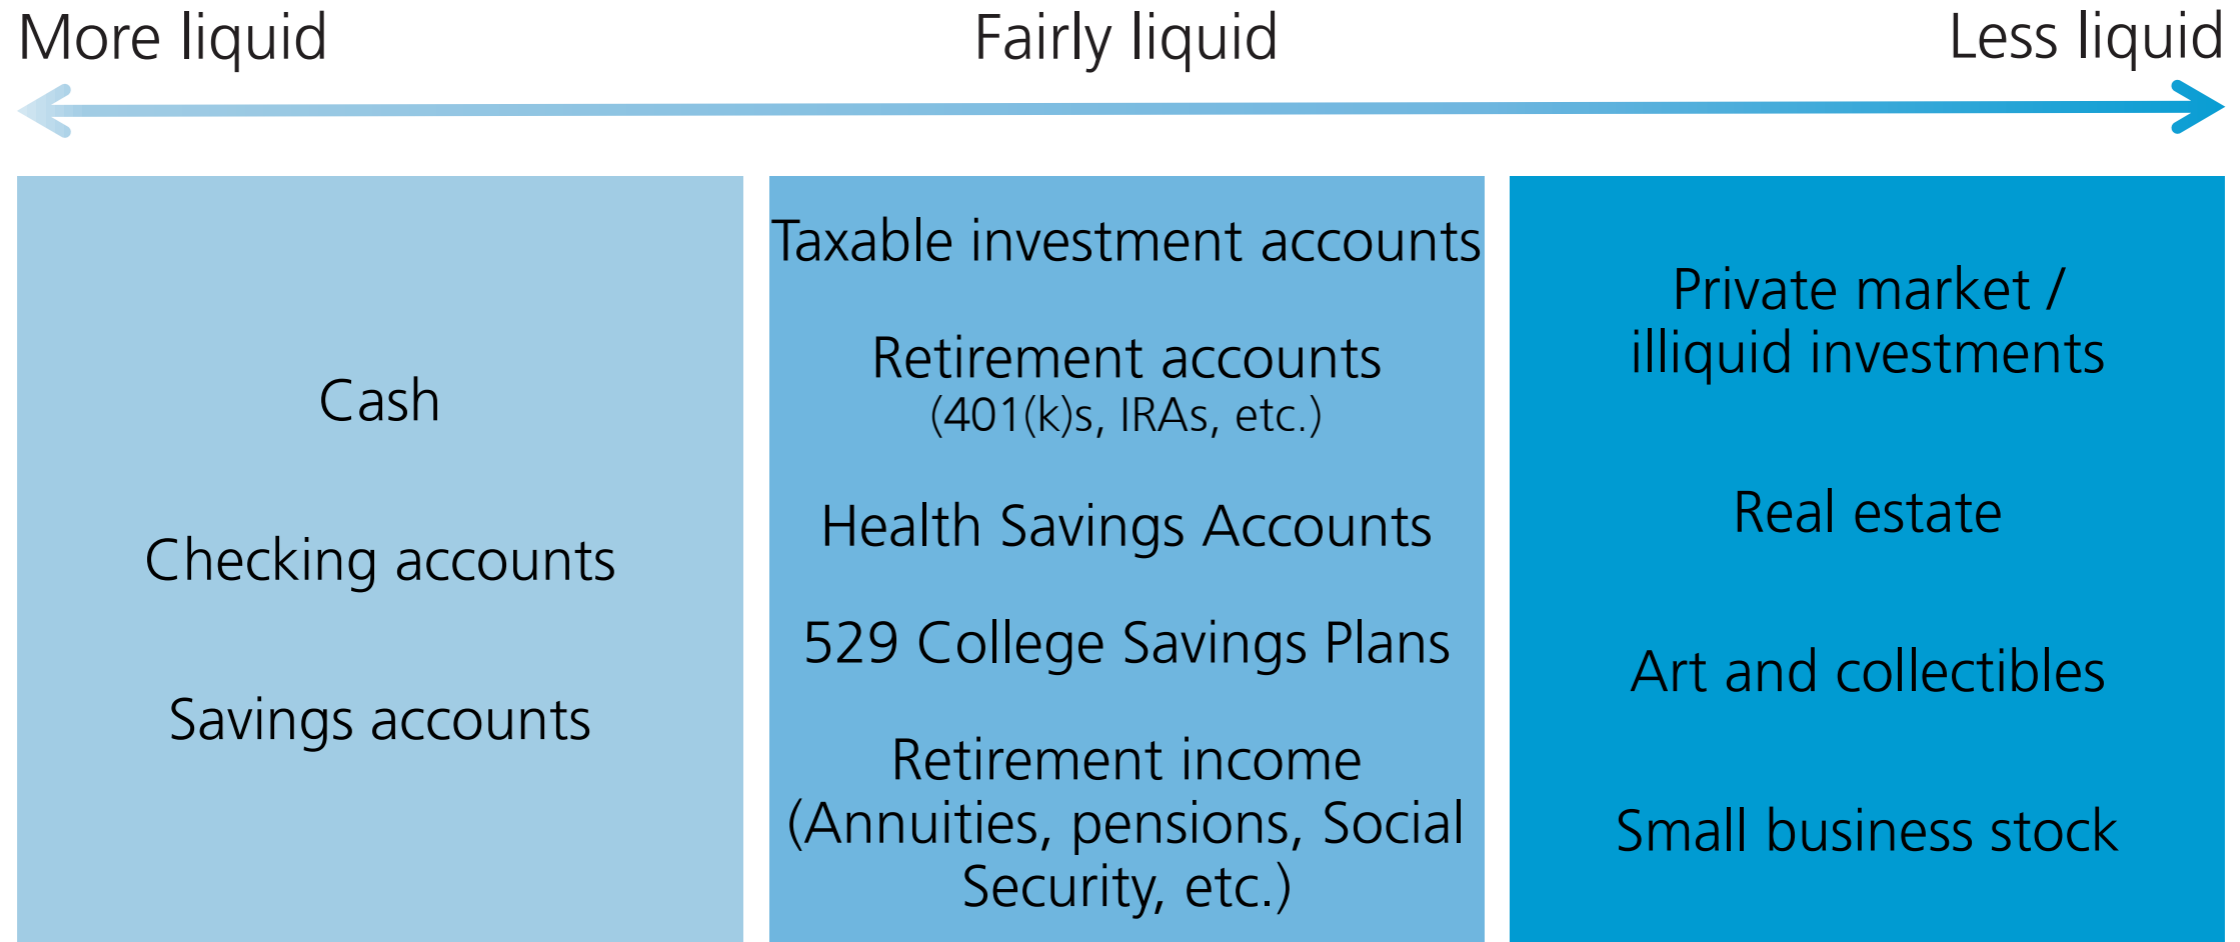 More liquid
Fairly liquid
Less liquid
Cash
Checking accounts
Savings accounts
Taxable investment accounts
Retirement accounts
(401(k)s, IRAs, etc.)
Health Savings Accounts
529 College Savings Plans
Retirement income
(Annuities, pensions, Social
Security, etc.)
Private market /
illiquid investments
Real estate
Art and collectibles
Small business stock